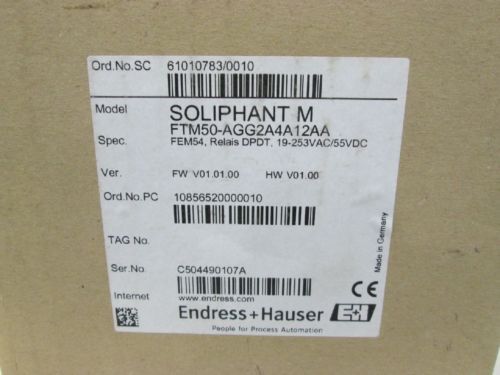 Ord.No.SC 61010783/0010
Model SOLIPHANT M
FTM50-AGG2A4A12AA
Spec. FEM54, Relais DPDT, 19-253VAC/55VDC
Ver. FW V01.01.00 HW V01.00
Ord.No.PC 10856520000010
TAG No.
Ser.No. C504490107A
Internet www.endress.com
Endress+Hauser E+H
People for Process Automation
Made in Germany
CE